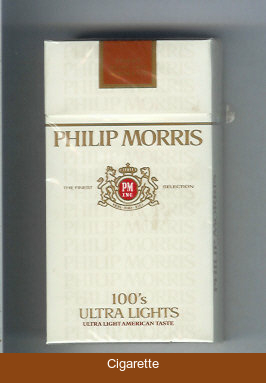 PHILIP MORRIS
THE FINEST SELECTION
PM
INC
100's
ULTRA LIGHTS
ULTRA LIGHT AMERICAN TASTE
Cigarette